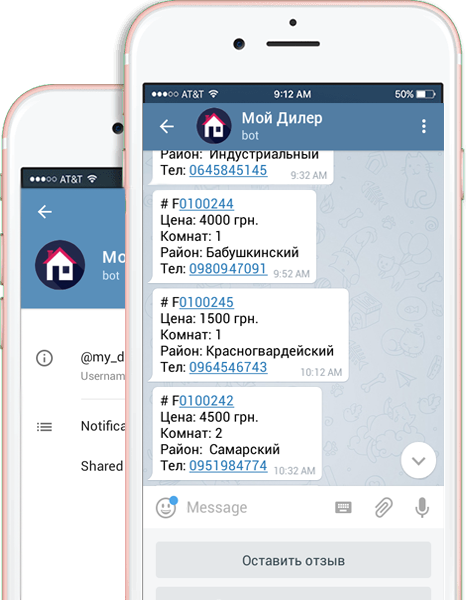 AT&T
9:12 AM
50%
Мой Дилер
bot
Район: Индустриальный
Тел: 0645845145
9:32 AM
# F0100244
Цена: 4000 грн.
Комнат: 1
Район: Бабушкинский
Тел: 0980947091
9:52 AM
# F0100245
Цена: 1500 грн.
Комнат: 1
Район: Красногвардейский
Тел: 0964546743
10:12 AM
# F0100242
Цена: 4500 грн.
Комнат: 2
Район: Самарский
Тел: 0951984774
10:32 AM
Message
Оставить отзыв
AT&T
Мо
bot
@my_d
Usernam
Notifica
Shared